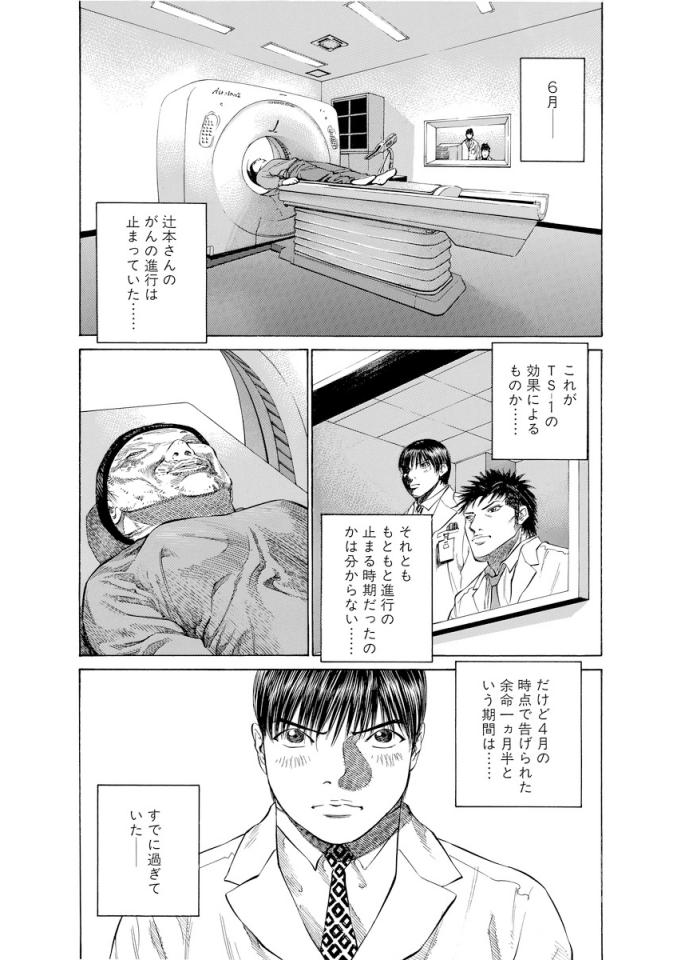 6月――
辻本さんの
がんの進行は
止まっていた……
これが
TS-1の
効果による
ものか……
それとも
もともと進行の
止まる時期だったの
かは分からない……
だけど4月の
時点で告げられた
余命一ヵ月半と
いう期間は……
すでに過ぎて
いた――